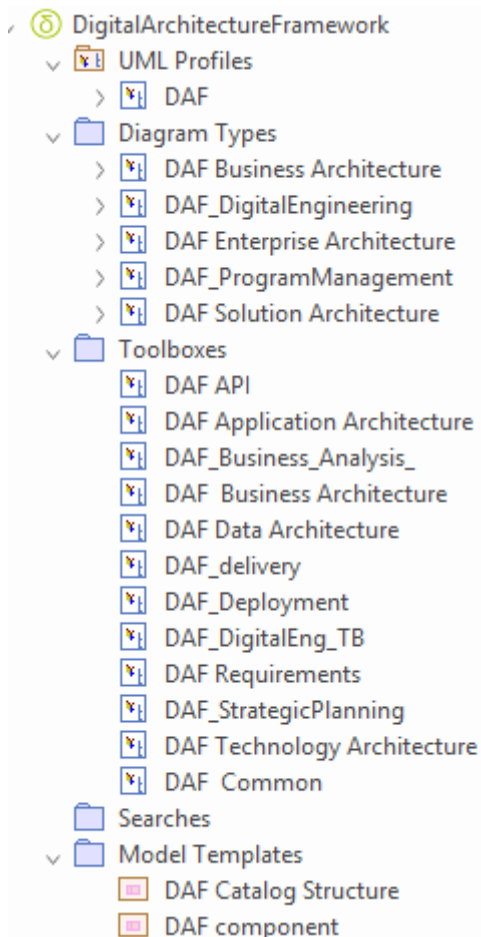 DigitalArchitectureFramework
UML Profiles
DAF
Diagram Types
DAF Business Architecture
DAF_DigitalEngineering
DAF Enterprise Architecture
DAF_ProgramManagement
DAF Solution Architecture
Toolboxes
DAF API
DAF Application Architecture
DAF_Business_Analysis_
DAF  Business Architecture
DAF Data Architecture
DAF_delivery
DAF_Deployment
DAF_DigitalEng_TB
DAF Requirements
DAF_StrategicPlanning
DAF Technology Architecture
DAF  Common
Searches
Model Templates
DAF Catalog Structure
DAF component